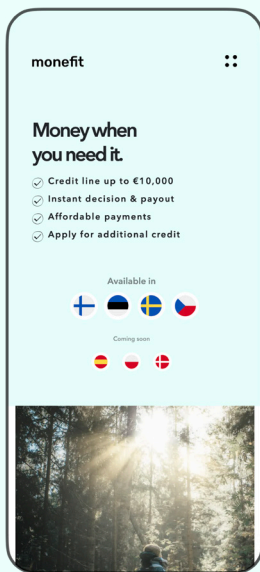 monefit
Money when
you need it.
Credit line up to €10,000
Instant decision & payout
Affordable payments
Apply for additional credit
Available in
Coming soon